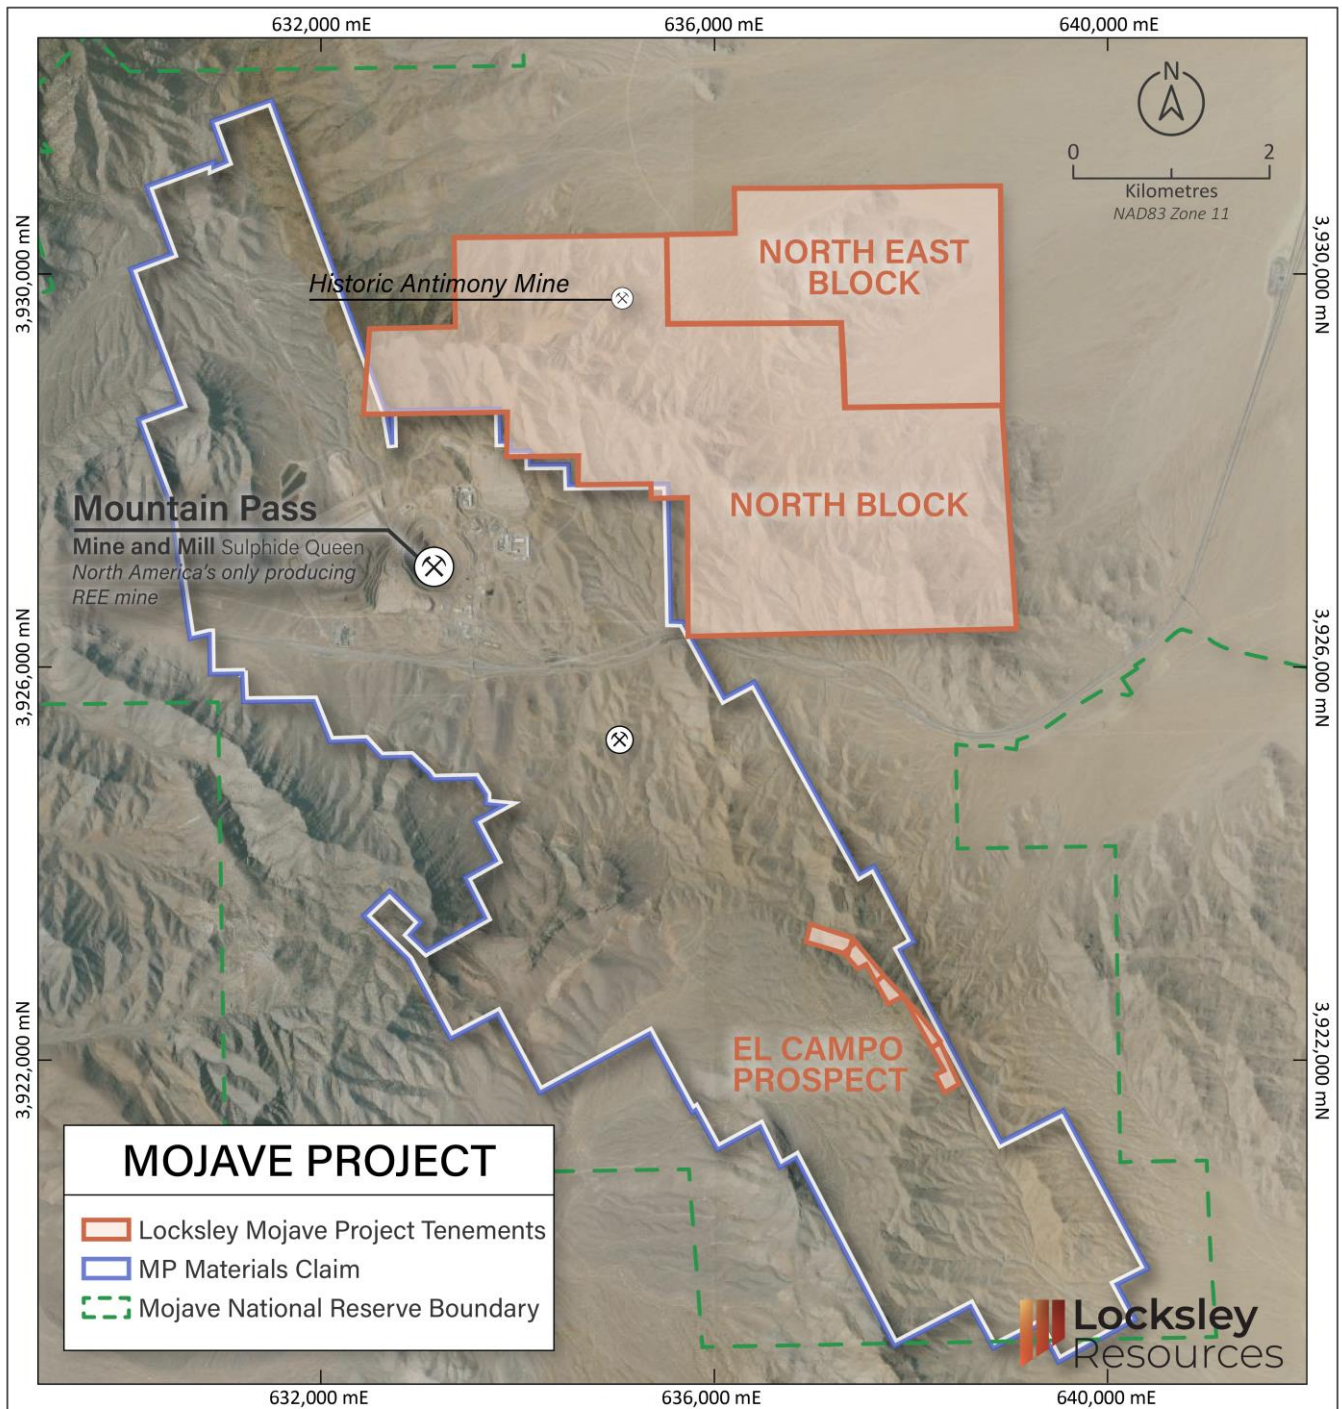 632,000 mE
636,000 mE
640,000 mE
N
0 2
Kilometres
NAD83 Zone 11
3,930,000 mN
3,930,000 mN
NORTH EAST
BLOCK
Historic Antimony Mine
NORTH BLOCK
Mountain Pass
Mine and Mill Sulphide Queen
North America's only producing
REE mine
3,926,000 mN
3,926,000 mN
EL CAMPO
PROSPECT
3,922,000 mN
3,922,000 mN
MOJAVE PROJECT
Locksley Mojave Project Tenements
MP Materials Claim
Mojave National Reserve Boundary
Locksley
Resources
632,000 mE
636,000 mE
640,000 mE